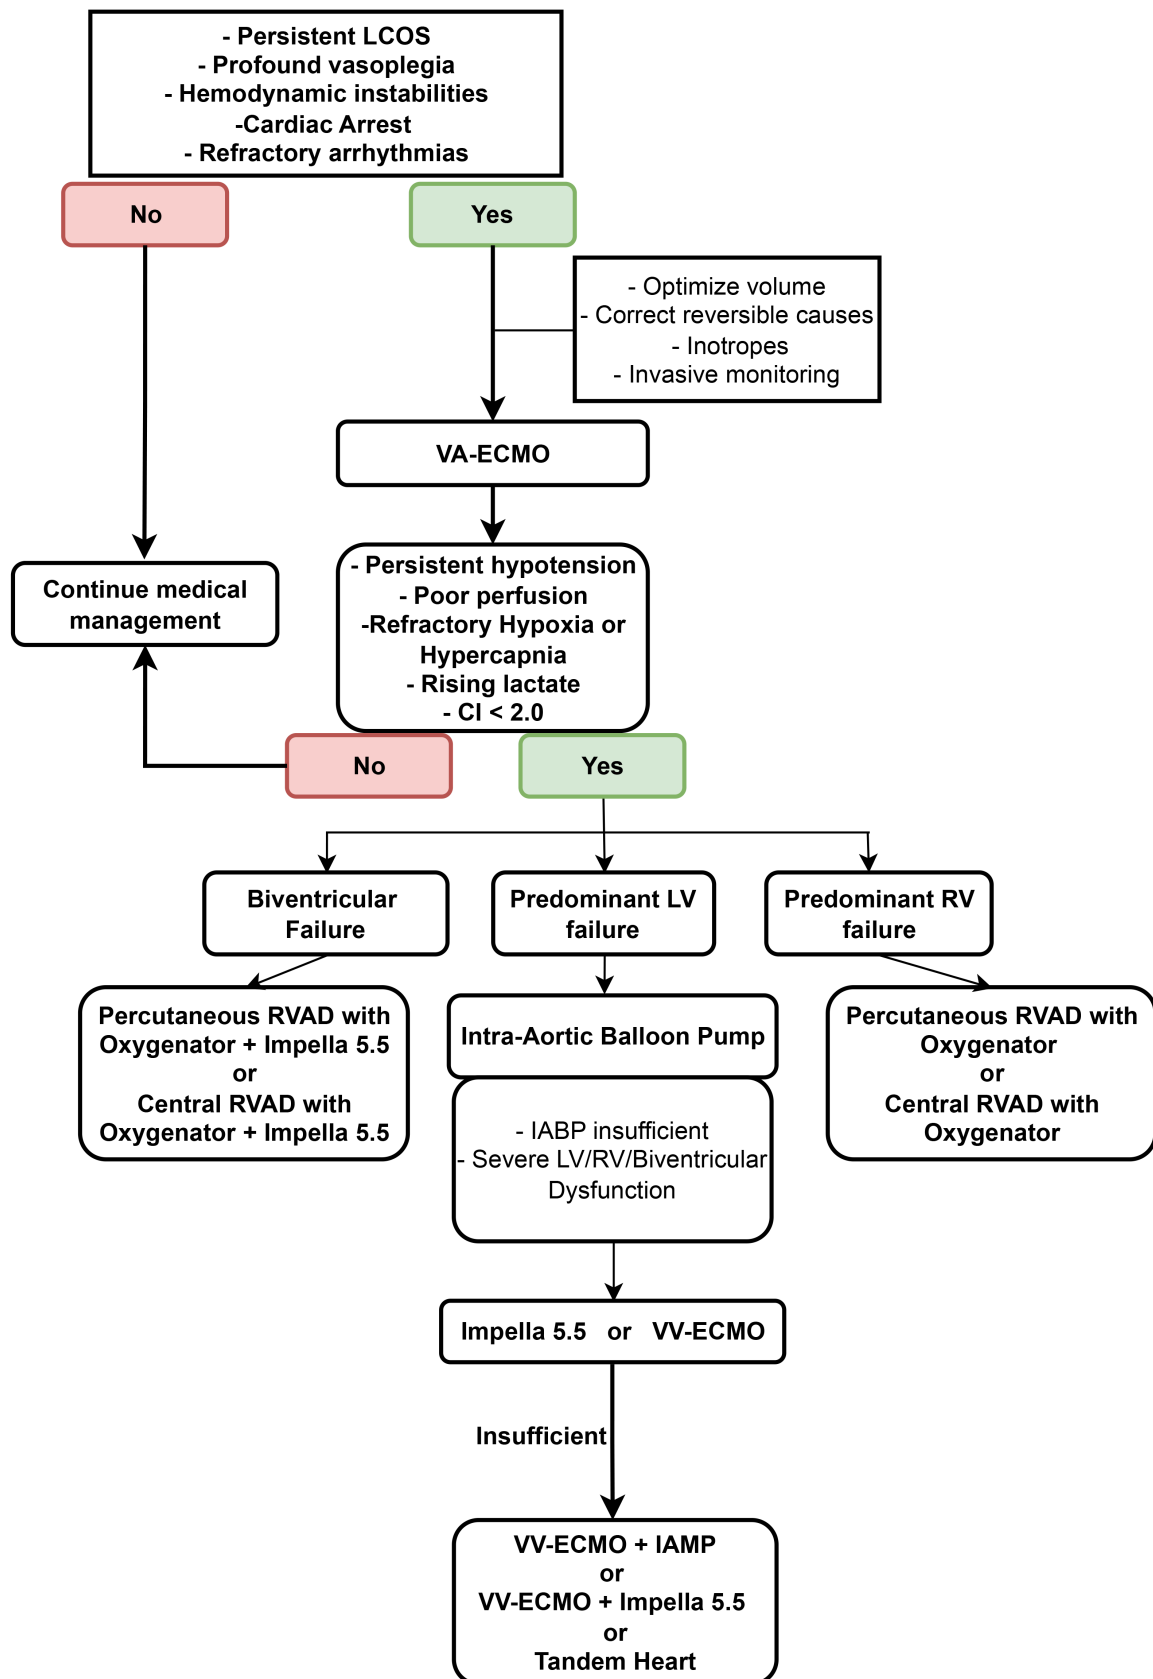 - Persistent LCOS
- Profound vasoplegia
- Hemodynamic instabilities
-Cardiac Arrest
- Refractory arrhythmias
No
Yes
- Optimize volume
- Correct reversible causes
- Inotropes
- Invasive monitoring
VA-ECMO
Continue medical
management
- Persistent hypotension
- Poor perfusion
-Refractory Hypoxia or
Hypercapnia
- Rising lactate
- CI < 2.0
No
Yes
Biventricular
Failure
Predominant LV
failure
Predominant RV
failure
Percutaneous RVAD with
Oxygenator + Impella 5.5
or
Central RVAD with
Oxygenator + Impella 5.5
Intra-Aortic Balloon Pump
Percutaneous RVAD with
Oxygenator
or
Central RVAD with
Oxygenator
- IABP insufficient
- Severe LV/RV/Biventricular
Dysfunction
Impella 5.5 or VV-ECMO
Insufficient
VV-ECMO + IAMP
or
VV-ECMO + Impella 5.5
or
Tandem Heart